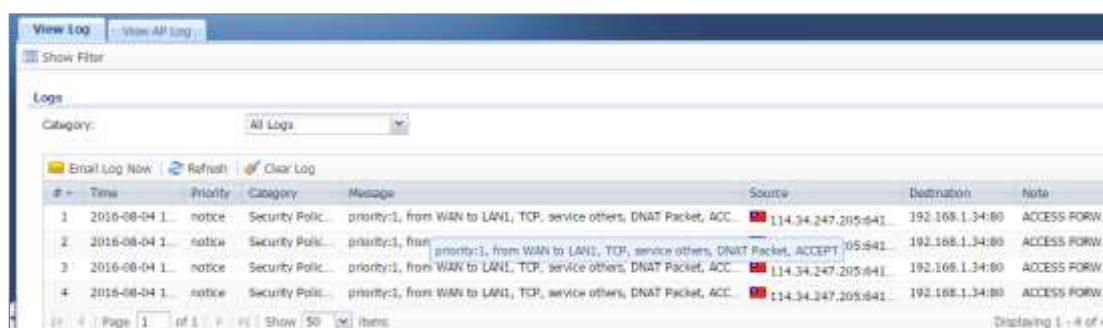 View Log View AP Log
Show Filter
Logs
Category: All Logs
Email Log Now Refresh Clear Log
# Time Priority Category Message Source Destination Note
1 2016-08-04 1... notice Security Polic... priority:1, from WAN to LAN1, TCP, service others, DNAT Packet, ACC... 114.34.247.205:641... 192.168.1.34:80 ACCESS FORW
2 2016-08-04 1... notice Security Polic... priority:1, from :641... 192.168.1.34:80 ACCESS FORW
priority:1, from WAN to LAN1, TCP, service others, DNAT Packet, ACCEPT
3 2016-08-04 1... notice Security Polic... priority:1, from WAN to LAN1, TCP, service others, DNAT Packet, ACC... 114.34.247.205:641... 192.168.1.34:80 ACCESS FORW
4 2016-08-04 1... notice Security Polic... priority:1, from WAN to LAN1, TCP, service others, DNAT Packet, ACC... 114.34.247.205:641... 192.168.1.34:80 ACCESS FORW
Page 1 of 1 Show 50 items Displaying 1 - 4 of